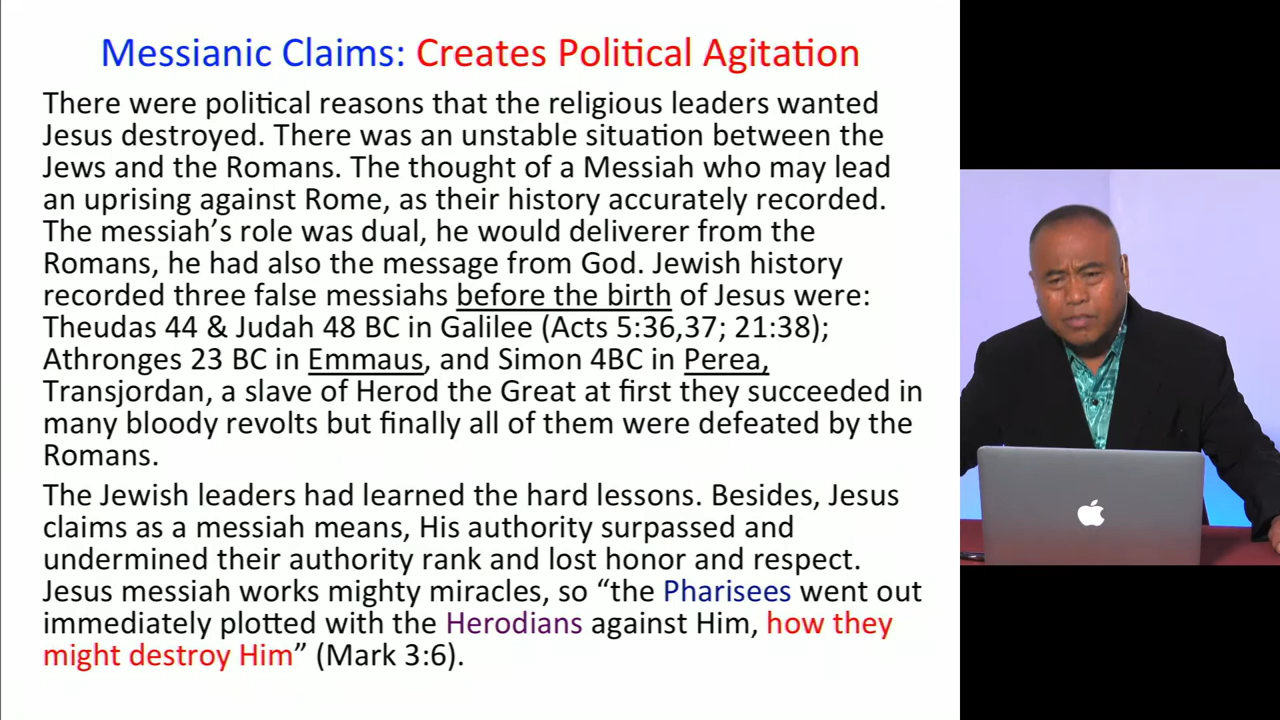 Messianic Claims: Creates Political Agitation
There were political reasons that the religious leaders wanted
Jesus destroyed. There was an unstable situation between the
Jews and the Romans. The thought of a Messiah who may lead
an uprising against Rome, as their history accurately recorded.
The messiah’s role was dual, he would deliverer from the
Romans, he had also the message from God. Jewish history
recorded three false messiahs before the birth of Jesus were:
Theudas 44 & Judah 48 BC in Galilee (Acts 5:36,37; 21:38);
Athronges 23 BC in Emmaus, and Simon 4BC in Perea,
Transjordan, a slave of Herod the Great at first they succeeded in
many bloody revolts but finally all of them were defeated by the
Romans.
The Jewish leaders had learned the hard lessons. Besides, Jesus
claims as a messiah means, His authority surpassed and
undermined their authority rank and lost honor and respect.
Jesus messiah works mighty miracles, so “the Pharisees went out
immediately plotted with the Herodians against Him, how they
might destroy Him” (Mark 3:6).